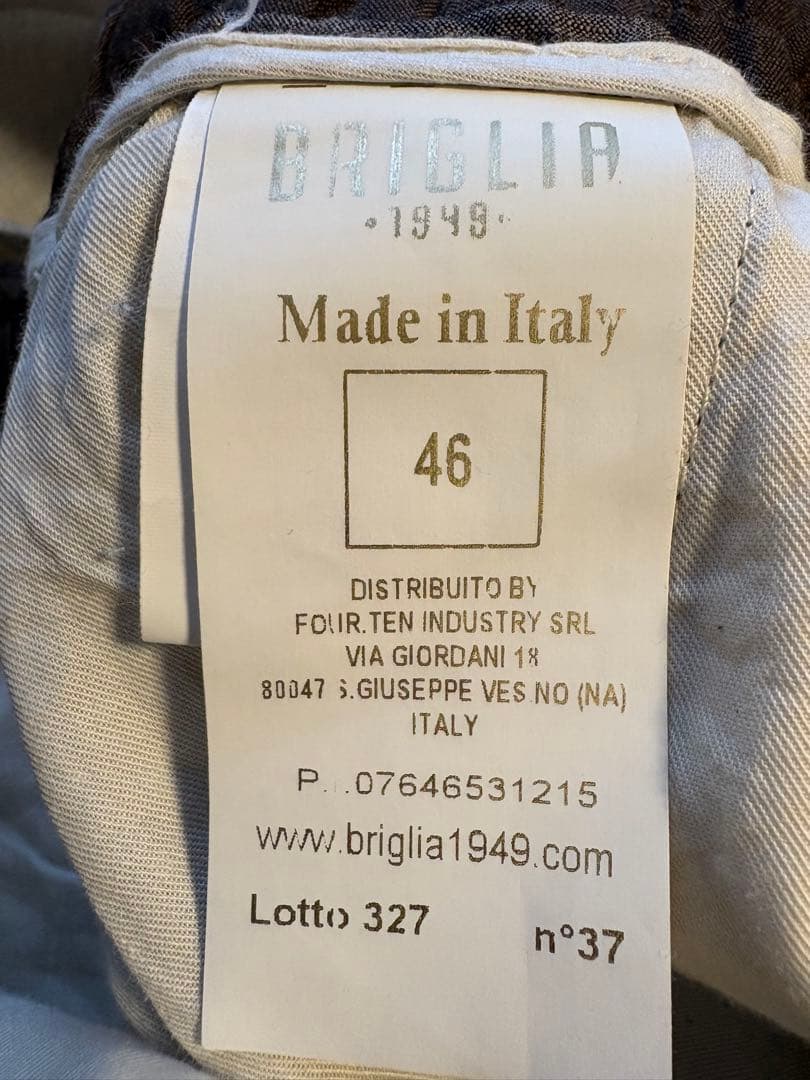 BRIGLIA
•1949•
Made in Italy
46
DISTRIBUITO BY
FOUR.TEN INDUSTRY SRL
VIA GIORDANI 18
80047 S.GIUSEPPE VES.NO (NA)
ITALY
P. .07646531215
www.briglia1949.com
Lotto 327
n°37